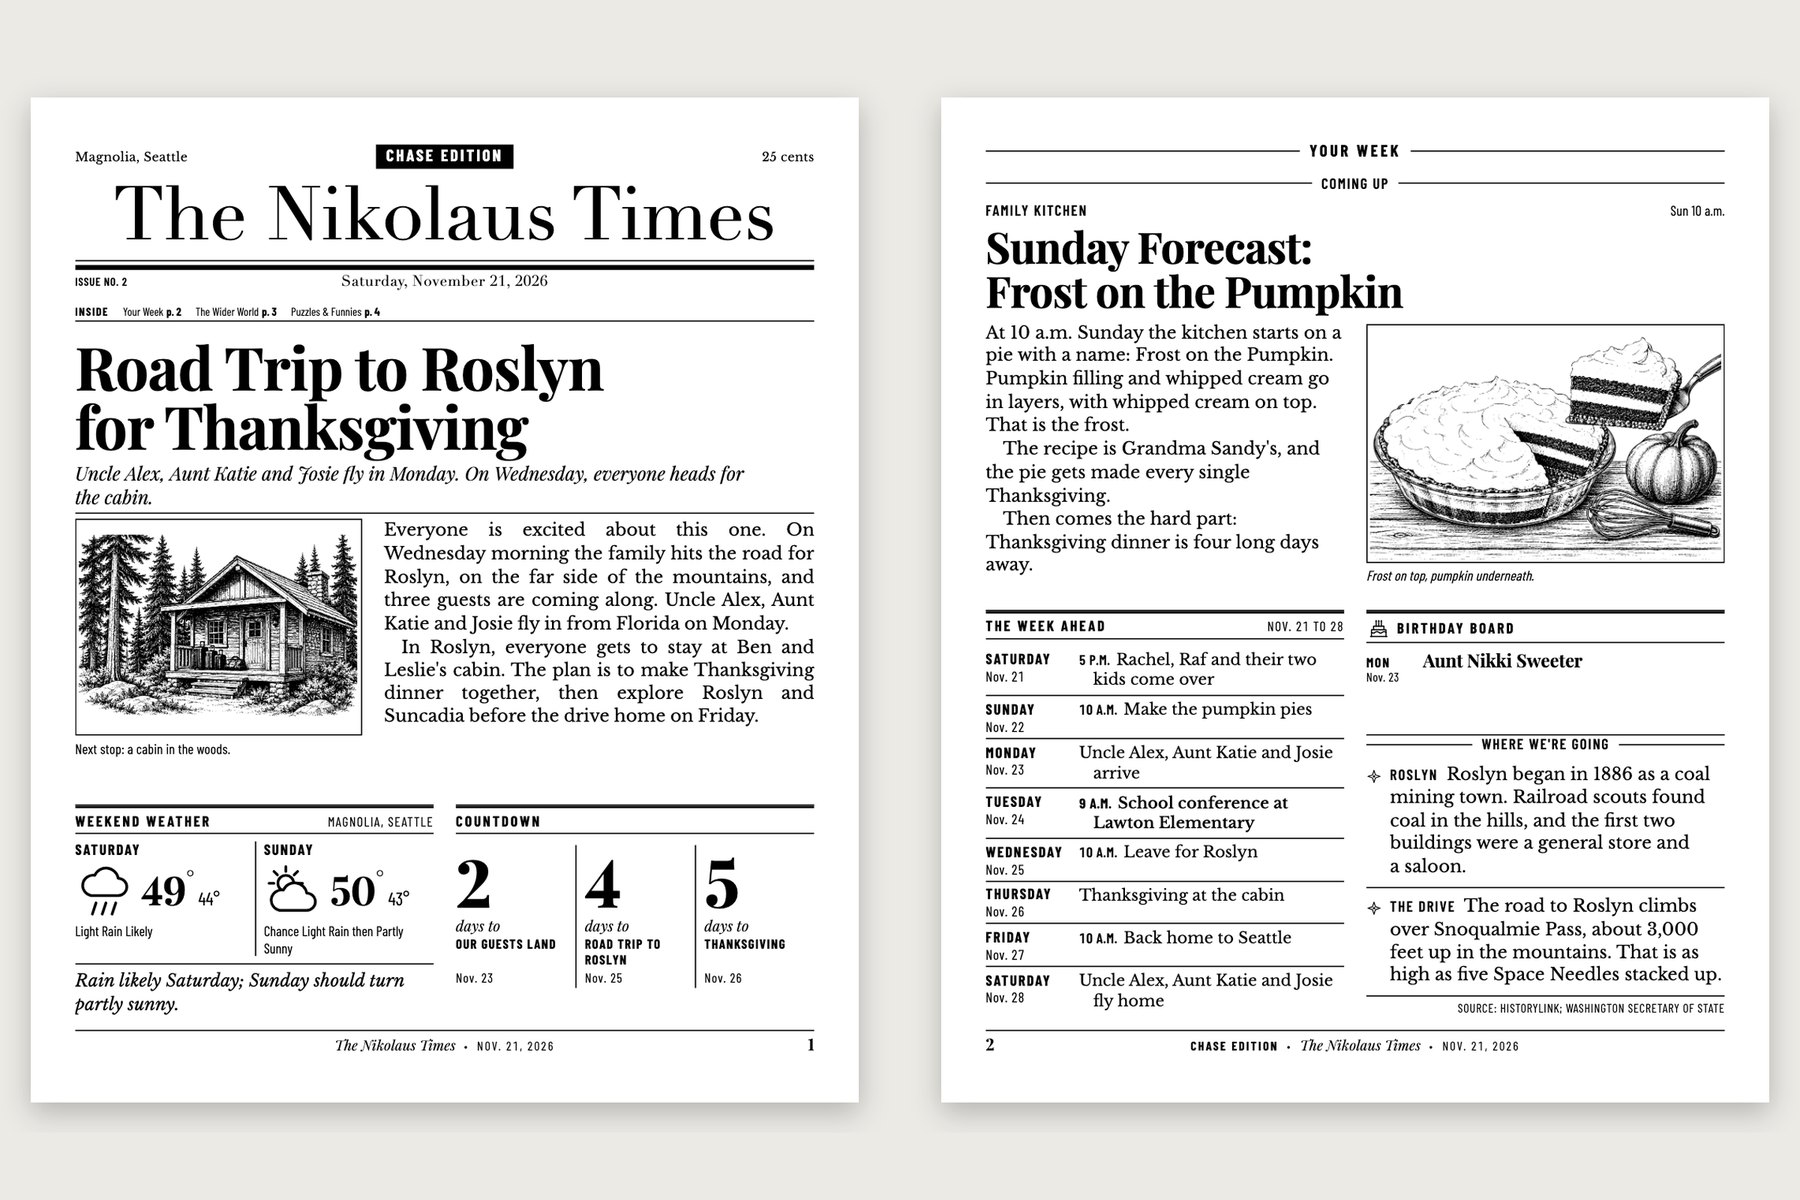 Magnolia, Seattle
CHASE EDITION
25 cents
The Nikolaus Times
ISSUE NO. 2
Saturday, November 21, 2026
INSIDE Your Week p. 2 The Wider World p. 3 Puzzles & Funnies p. 4
Road Trip to Roslyn
for Thanksgiving
Uncle Alex, Aunt Katie and Josie fly in Monday. On Wednesday, everyone heads for
the cabin.
Everyone is excited about this one. On
Wednesday morning the family hits the road for
Roslyn, on the far side of the mountains, and
three guests are coming along. Uncle Alex, Aunt
Katie and Josie fly in from Florida on Monday.
In Roslyn, everyone gets to stay at Ben and
Leslie's cabin. The plan is to make Thanksgiving
dinner together, then explore Roslyn and
Suncadia before the drive home on Friday.
Next stop: a cabin in the woods.
WEEKEND WEATHER
MAGNOLIA, SEATTLE
SATURDAY
49° 44°
Light Rain Likely
SUNDAY
50° 43°
Chance Light Rain then Partly
Sunny
Rain likely Saturday; Sunday should turn
partly sunny.
COUNTDOWN
2
days to
OUR GUESTS LAND
Nov. 23
4
days to
ROAD TRIP TO
ROSLYN
Nov. 25
5
days to
THANKSGIVING
Nov. 26
The Nikolaus Times • NOV. 21, 2026
1
YOUR WEEK
COMING UP
FAMILY KITCHEN
Sun 10 a.m.
Sunday Forecast:
Frost on the Pumpkin
At 10 a.m. Sunday the kitchen starts on a
pie with a name: Frost on the Pumpkin.
Pumpkin filling and whipped cream go
in layers, with whipped cream on top.
That is the frost.
The recipe is Grandma Sandy's, and
the pie gets made every single
Thanksgiving.
Then comes the hard part:
Thanksgiving dinner is four long days
away.
Frost on top, pumpkin underneath.
THE WEEK AHEAD
NOV. 21 TO 28
SATURDAY
Nov. 21
5 P.M. Rachel, Raf and their two
kids come over
SUNDAY
Nov. 22
10 A.M. Make the pumpkin pies
MONDAY
Nov. 23
Uncle Alex, Aunt Katie and Josie
arrive
TUESDAY
Nov. 24
9 A.M. School conference at
Lawton Elementary
WEDNESDAY
Nov. 25
10 A.M. Leave for Roslyn
THURSDAY
Nov. 26
Thanksgiving at the cabin
FRIDAY
Nov. 27
10 A.M. Back home to Seattle
SATURDAY
Nov. 28
Uncle Alex, Aunt Katie and Josie
fly home
BIRTHDAY BOARD
MON
Nov. 23
Aunt Nikki Sweeter
WHERE WE'RE GOING
ROSLYN Roslyn began in 1886 as a coal
mining town. Railroad scouts found
coal in the hills, and the first two
buildings were a general store and
a saloon.
THE DRIVE The road to Roslyn climbs
over Snoqualmie Pass, about 3,000
feet up in the mountains. That is as
high as five Space Needles stacked up.
SOURCE: HISTORYLINK; WASHINGTON SECRETARY OF STATE
2
CHASE EDITION • The Nikolaus Times • NOV. 21, 2026